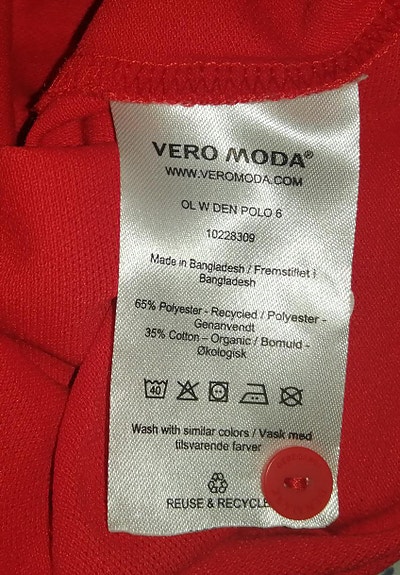 VERO MODA®
WWW.VEROMODA.COM
OL W DEN POLO 6
10228309
Made in Bangladesh / Fremstillet i
Bangladesh
65% Polyester - Recycled / Polyester -
Genanvendt
35% Cotton - Organic / Bomuld -
Økologisk
40
Wash with similar colors / Vask med
tilsvarende farver
REUSE & RECYCLE